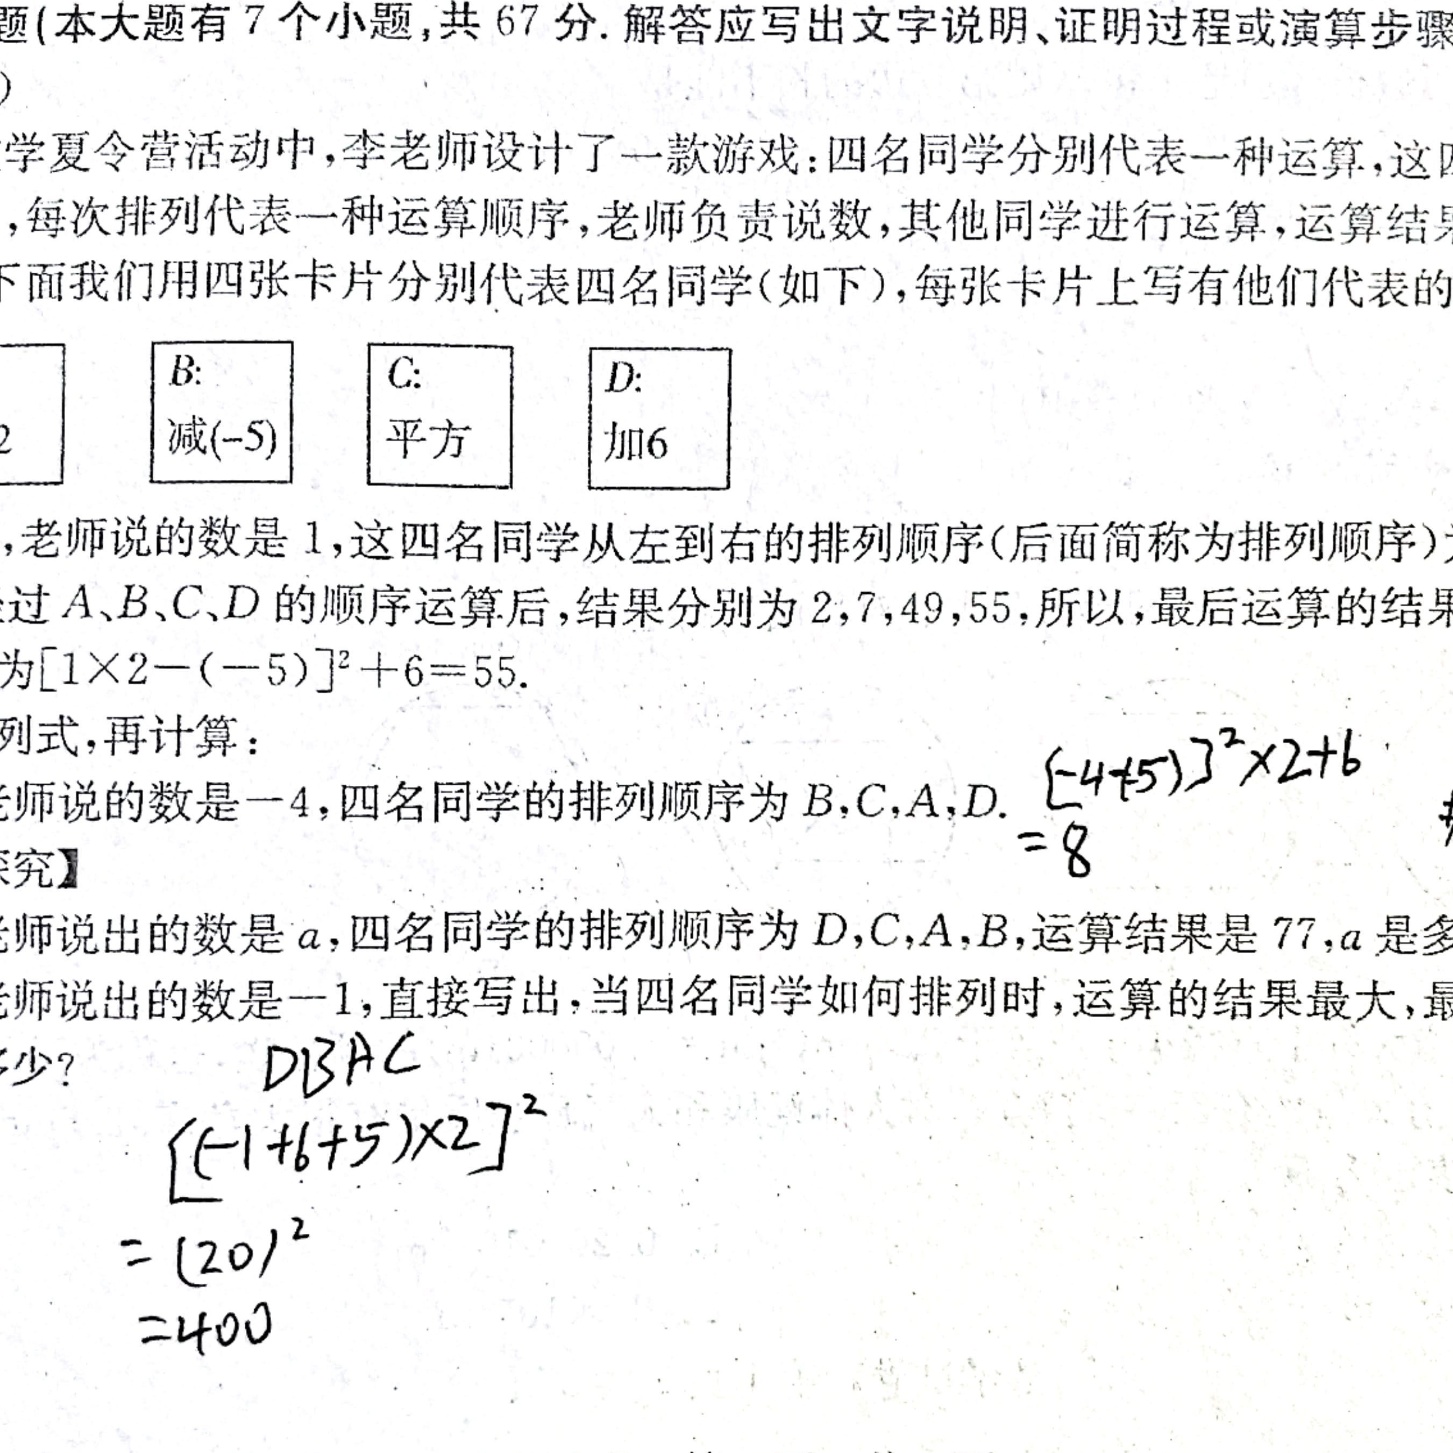 题(本大题有 7 个小题,共 67 分. 解答应写出文字说明、证明过程或演算步骤
)
学夏令营活动中,李老师设计了一款游戏:四名同学分别代表一种运算,这
,每次排列代表一种运算顺序,老师负责说数,其他同学进行运算,运算结果
下面我们用四张卡片分别代表四名同学(如下),每张卡片上写有他们代表的
2
B:
减(-5)
C:
平方
D:
加6
,老师说的数是 1,这四名同学从左到右的排列顺序(后面简称为排列顺序)
过 A、B、C、D 的顺序运算后,结果分别为 2,7,49,55,所以,最后运算的结果
为[1×2-(-5)]²+6=55.
列式,再计算:
老师说的数是-4,四名同学的排列顺序为 B,C,A,D.
[-4-(-5)]²×2+6
=8
探究】
老师说出的数是 a,四名同学的排列顺序为 D,C,A,B,运算结果是 77,a 是多
老师说出的数是-1,直接写出,当四名同学如何排列时,运算的结果最大,最
多少?
DBAC
[(-1+6+5)×2]²
=(20)²
=400